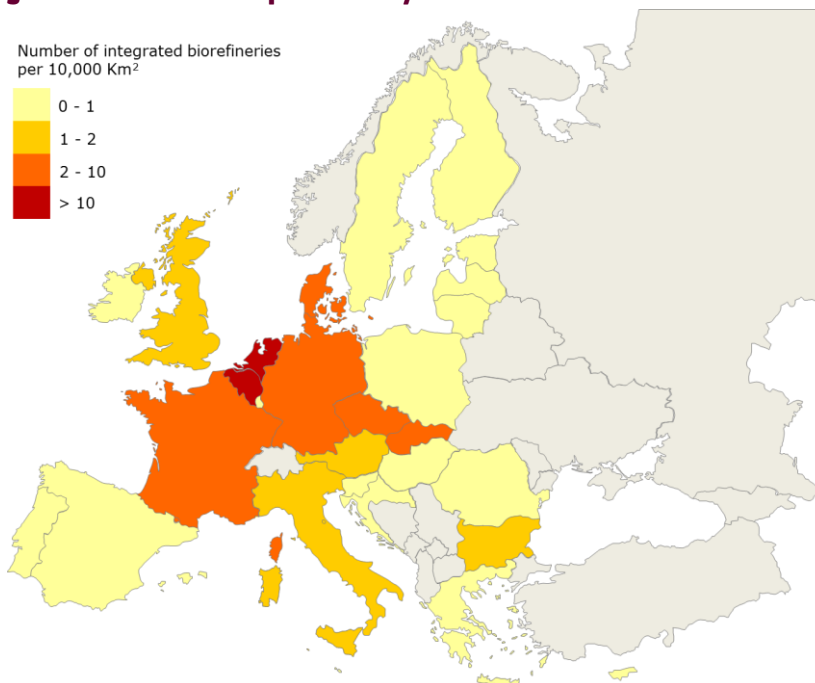 Number of integrated biorefineries
per 10,000 Km²
0 - 1
1 - 2
2 - 10
> 10